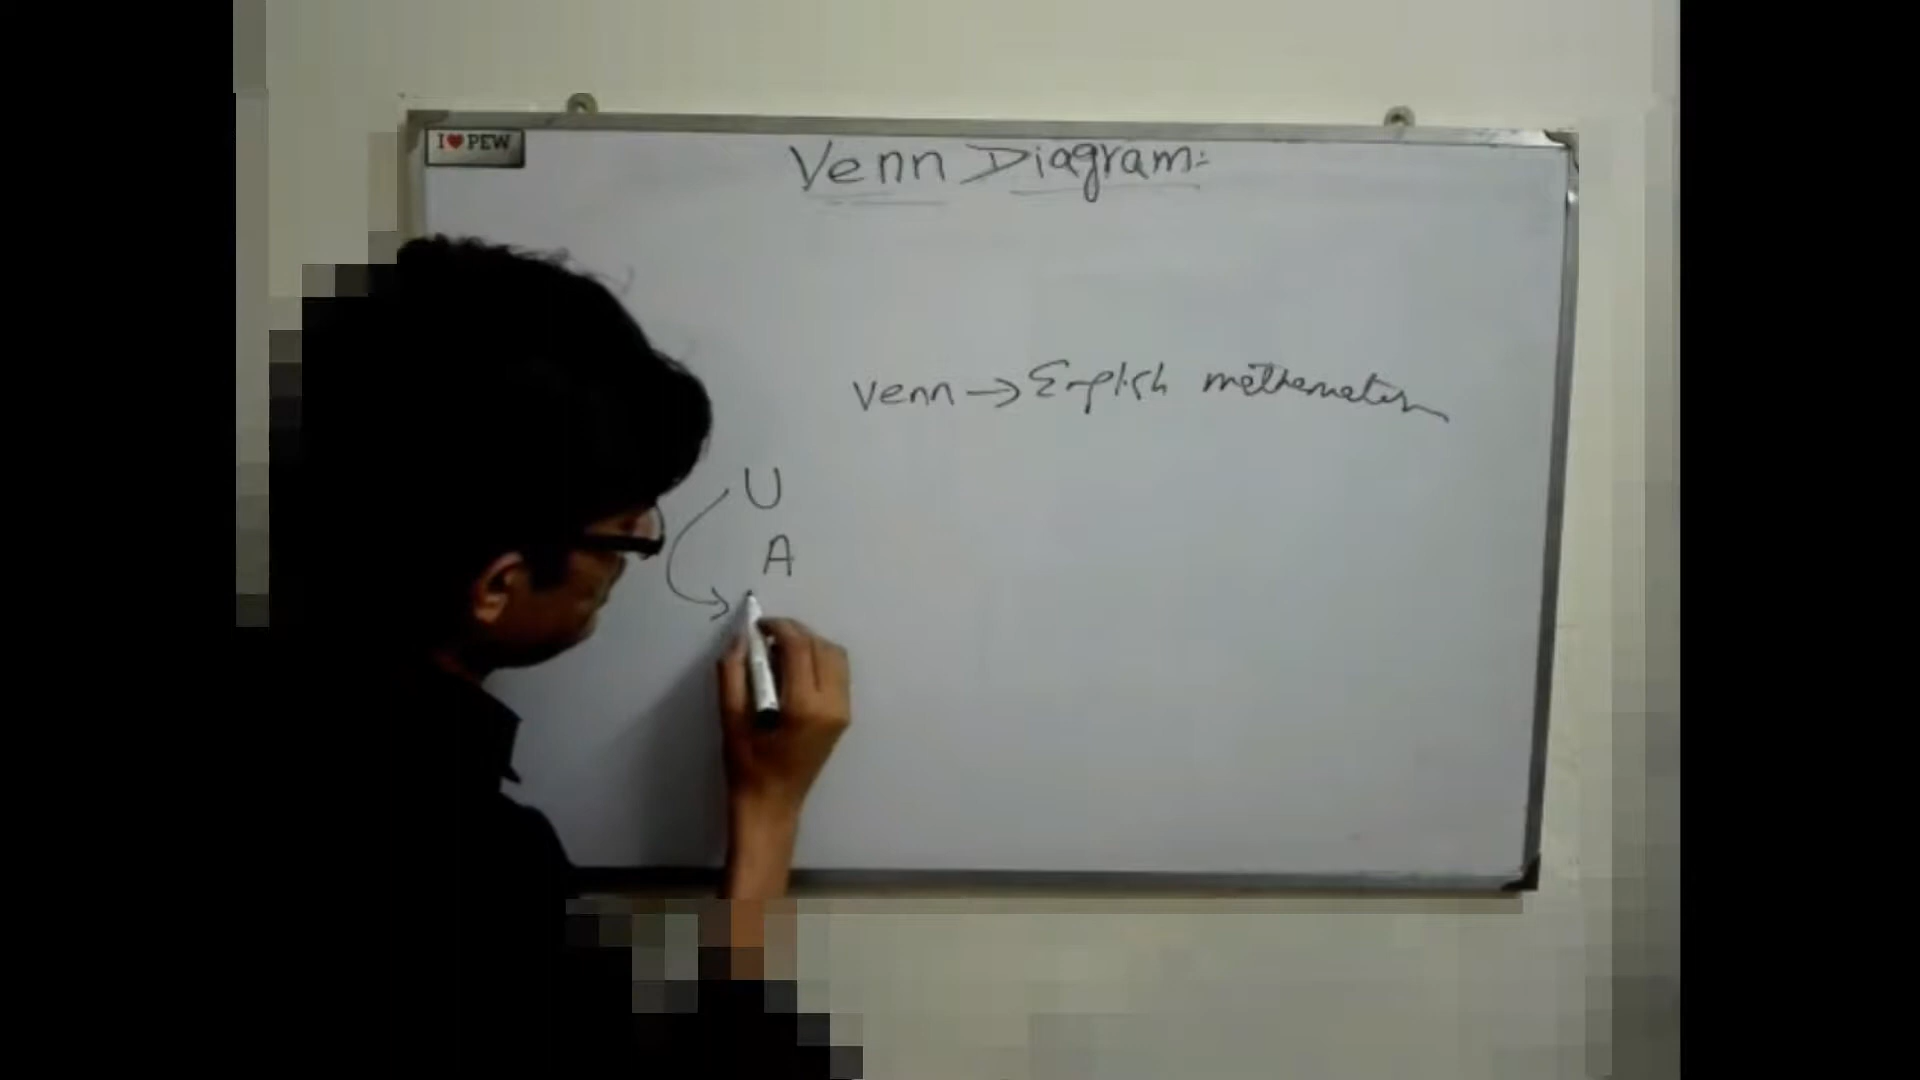 I❤PEW
Venn Diagram:
Venn → English mathematician
U
A